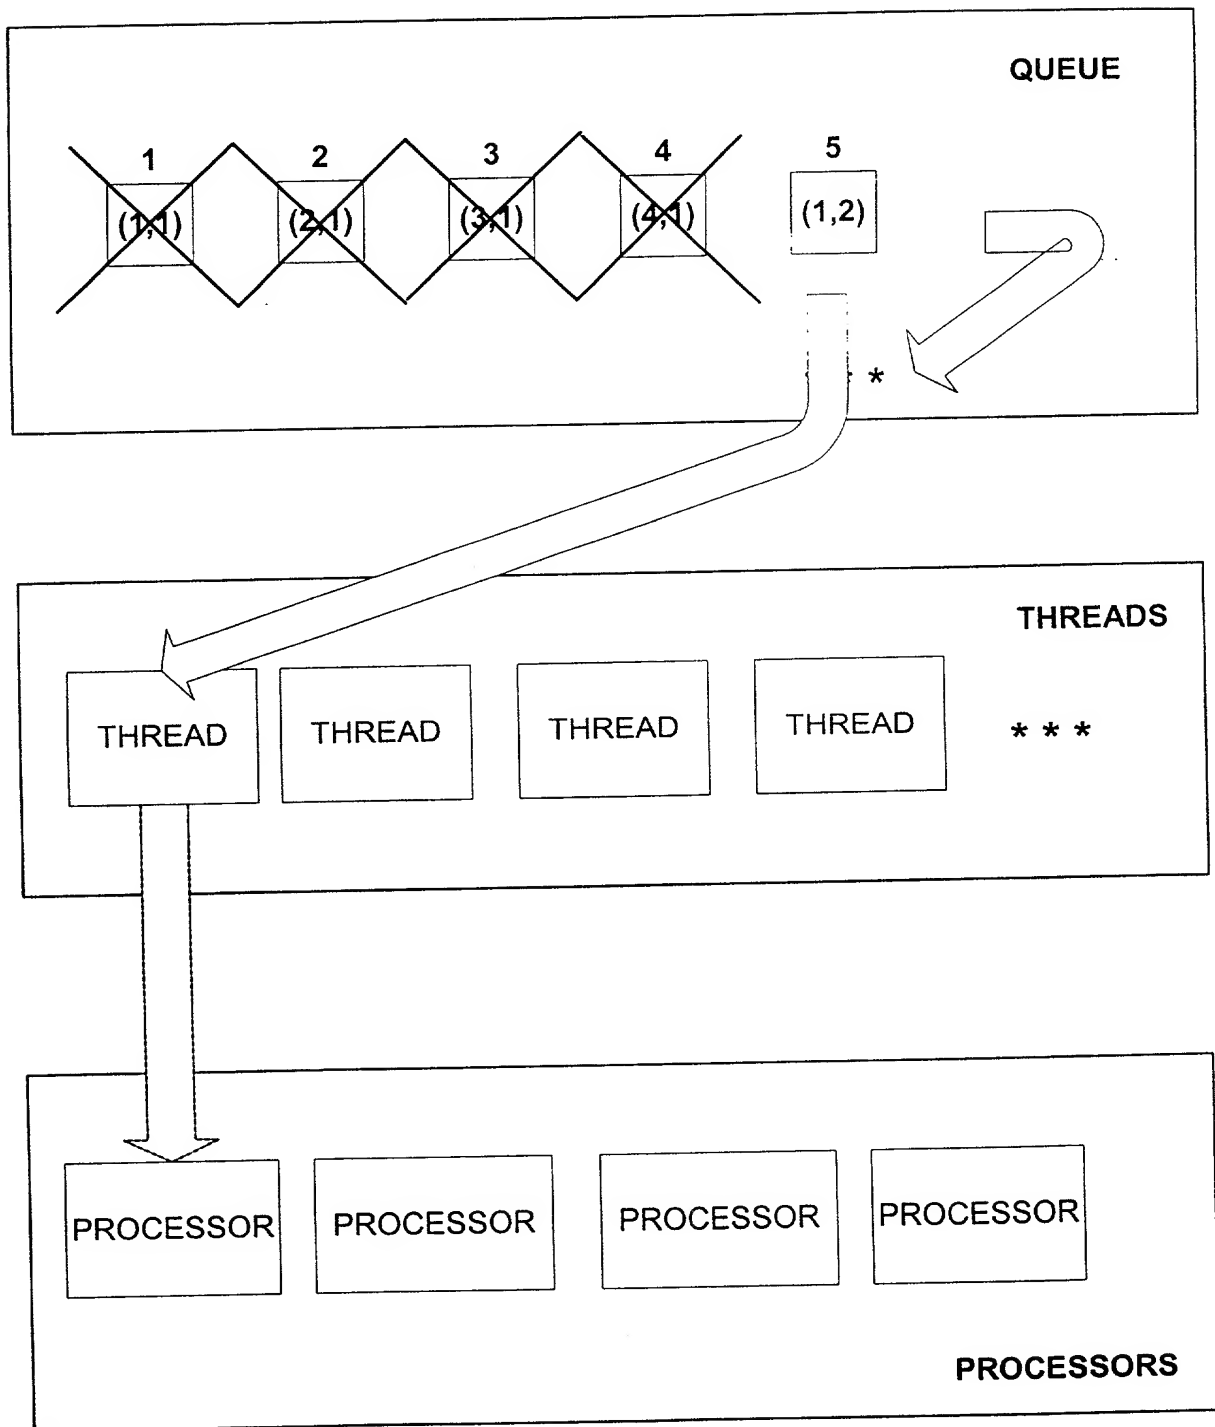 QUEUE
1 2 3 4 5
(1,1) (2,1) (3,1) (4,1) (1,2)
* *
THREADS
THREAD THREAD THREAD THREAD * * *
PROCESSOR PROCESSOR PROCESSOR PROCESSOR
PROCESSORS